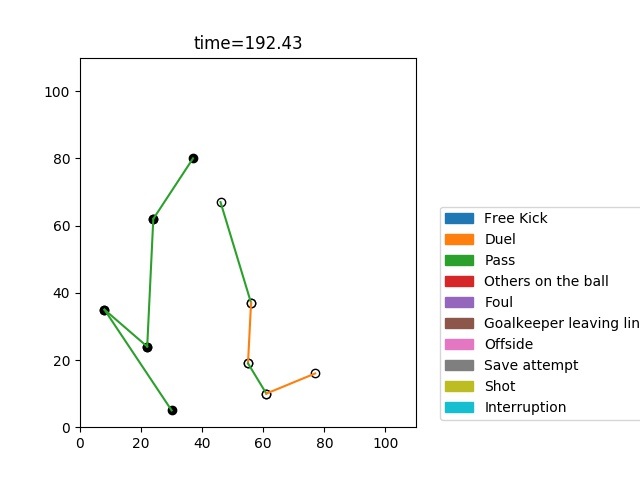 time=192.43
100
80
60
40
20
0
0 20 40 60 80 100
Free Kick
Duel
Pass
Others on the ball
Foul
Goalkeeper leaving lin
Offside
Save attempt
Shot
Interruption